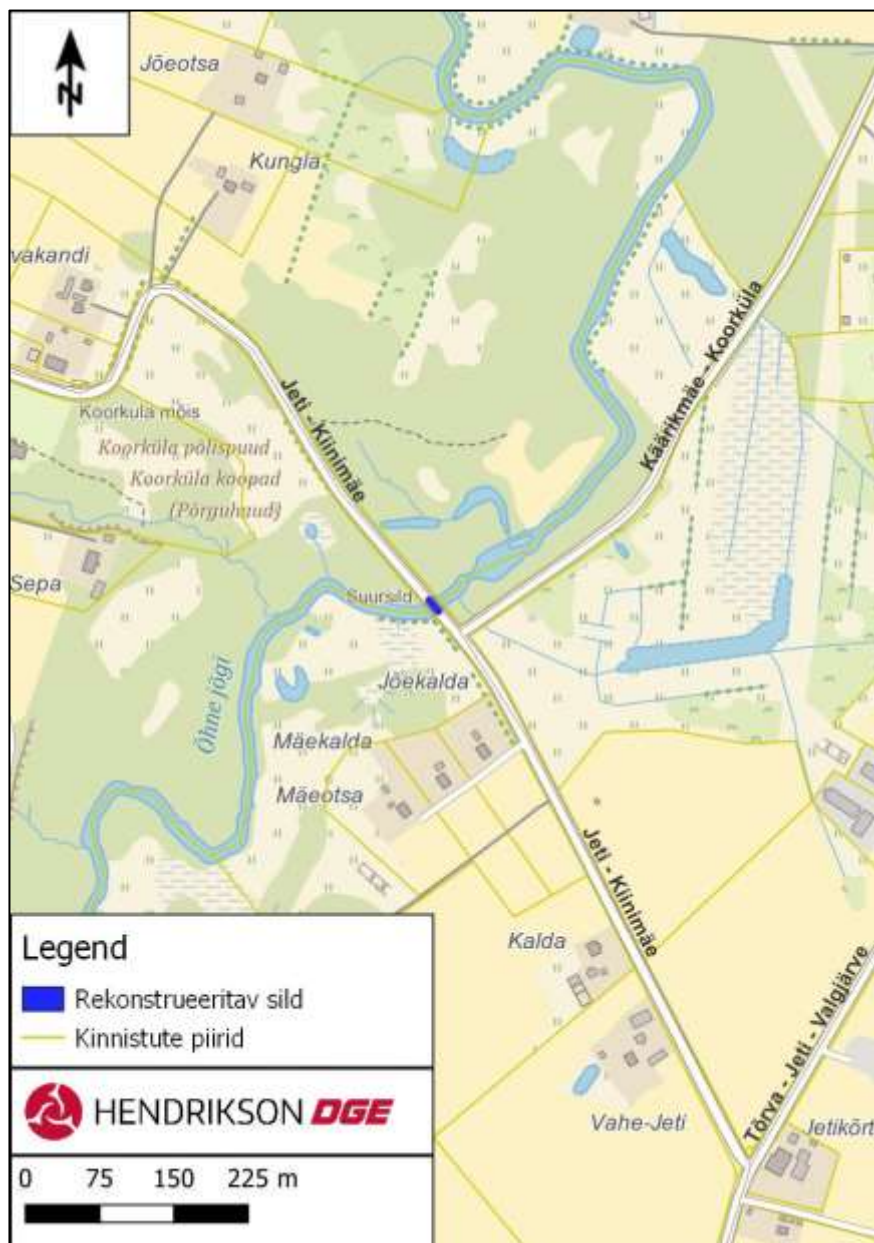 Jõeotsa
Kungla
vakandi
Jeti - Kiinimäe
Käärikmäe - Koorküla
Koorküla mõis
Koorküla põlispuud
Koorküla koopad
(Põrguhaud)
Sepa
Suursild
Õhne jõgi
Jõekalda
Mäekalda
Mäeotsa
Jeti - Kiinimäe
Kalda
Vahe-Jeti
Tõrva - Jeti - Valgjärve
Jetikõrt
Legend
Rekonstrueeritav sild
Kinnistute piirid
HENDRIKSON DGE
0 75 150 225 m